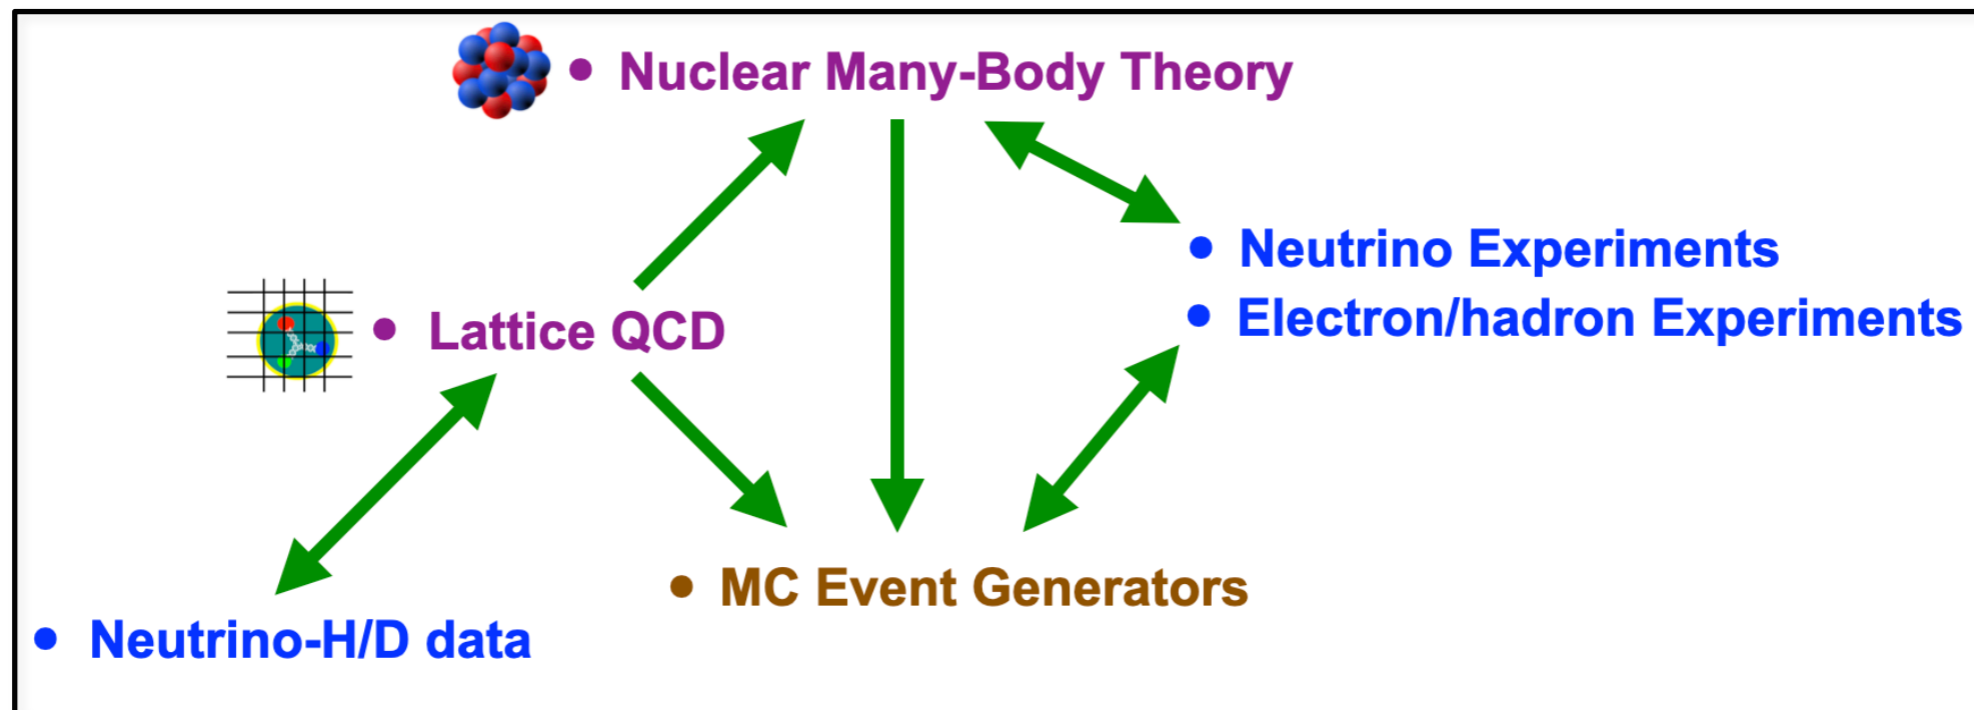 • Nuclear Many-Body Theory
• Neutrino Experiments
• Electron/hadron Experiments
• Lattice QCD
• MC Event Generators
• Neutrino-H/D data